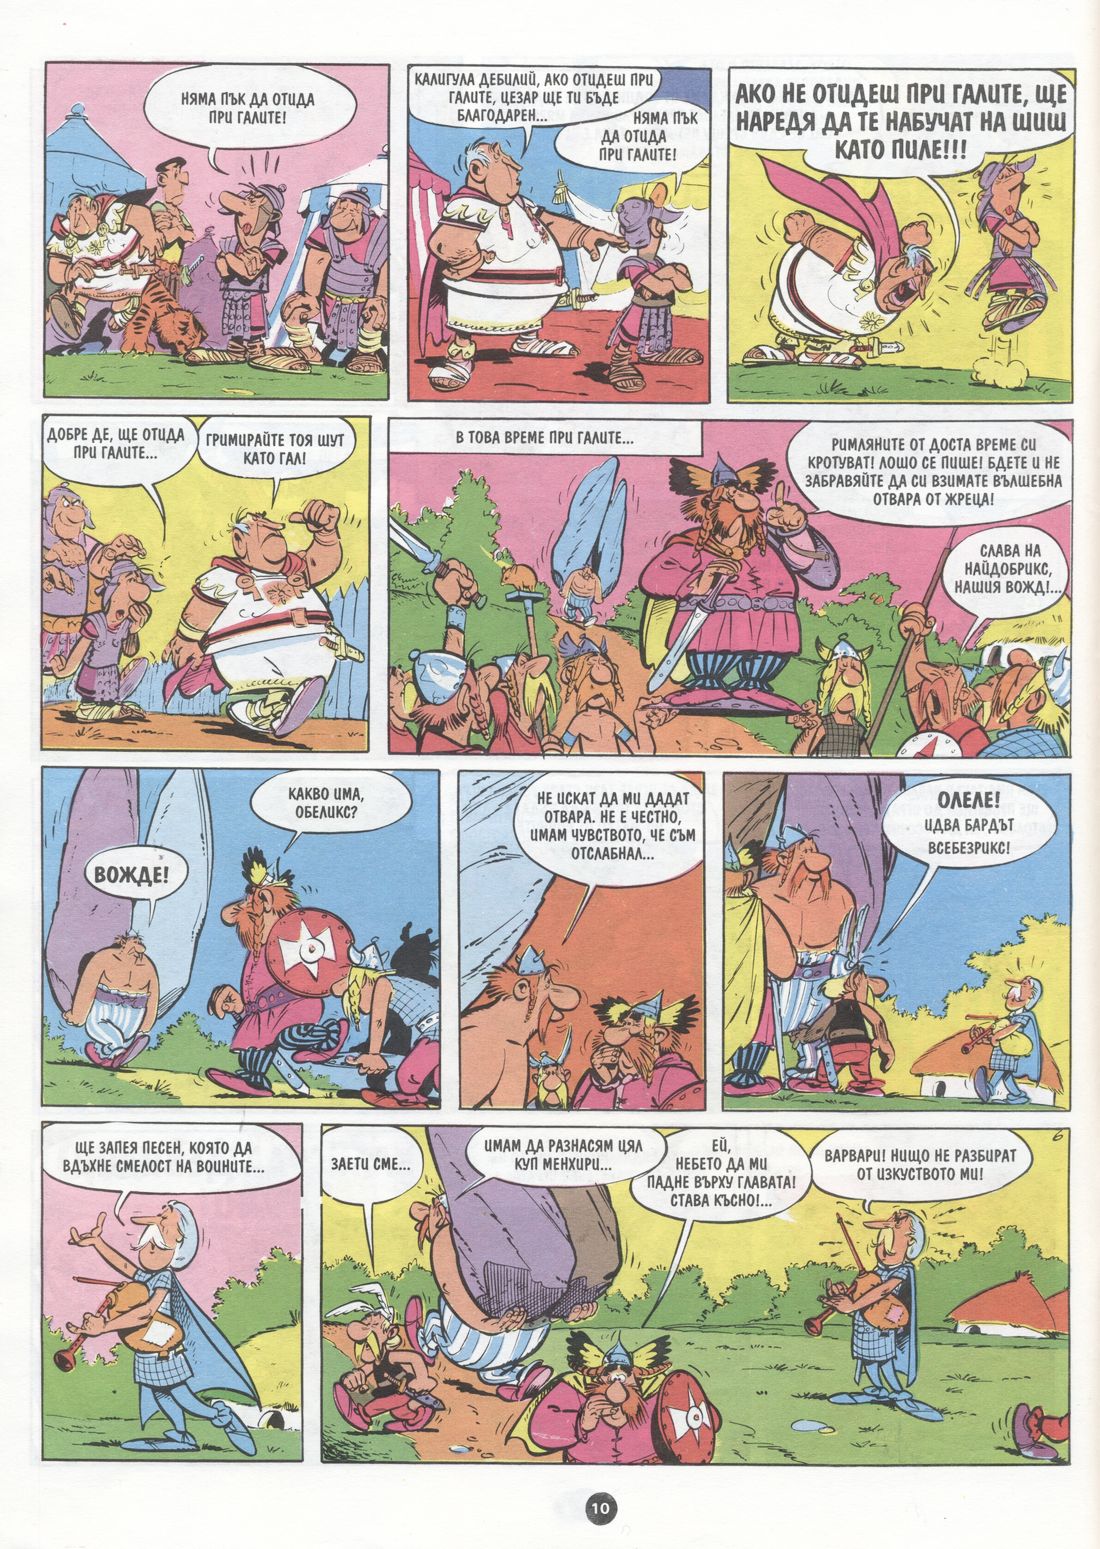 НЯМА ПЪК ДА ОТИДА
ПРИ ГАЛИТЕ!
КАЛИГУЛА ДЕБИЛИЙ, АКО ОТИДЕШ ПРИ
ГАЛИТЕ, ЦЕЗАР ЩЕ ТИ БЪДЕ
БЛАГОДАРЕН...
НЯМА ПЪК
ДА ОТИДА
ПРИ ГАЛИТЕ!
АКО НЕ ОТИДЕШ ПРИ ГАЛИТЕ, ЩЕ
НАРЕДЯ ДА ТЕ НАБУЧАТ НА ШИШ
КАТО ПИЛЕ!!!
ДОБРЕ ДЕ, ЩЕ ОТИДА
ПРИ ГАЛИТЕ...
ГРИМИРАЙТЕ ТОЯ ШУТ
КАТО ГАЛ!
В ТОВА ВРЕМЕ ПРИ ГАЛИТЕ...
РИМЛЯНИТЕ ОТ ДОСТА ВРЕМЕ СИ
КРОТУВАТ! ЛОШО СЕ ПИШЕ! БДЕТЕ И НЕ
ЗАБРАВЯЙТЕ ДА СИ ВЗИМАТЕ ВЪЛШЕБНА
ОТВАРА ОТ ЖРЕЦА!
СЛАВА НА
НАЙДОБРИКС,
НАШИЯ ВОЖД!...
ВОЖДЕ!
КАКВО ИМА,
ОБЕЛИКС?
НЕ ИСКАТ ДА МИ ДАДАТ
ОТВАРА. НЕ Е ЧЕСТНО,
ИМАМ ЧУВСТВОТО, ЧЕ СЪМ
ОТСЛАБНАЛ...
ОЛЕЛЕ!
ИДВА БАРДЪТ
ВСЕБЕЗРИКС!
ЩЕ ЗАПЕЯ ПЕСЕН, КОЯТО ДА
ВДЪХНЕ СМЕЛОСТ НА ВОИНИТЕ...
ЗАЕТИ СМЕ...
ИМАМ ДА РАЗНАСЯМ ЦЯЛ
КУП МЕНХИРИ...
ЕЙ,
НЕБЕТО ДА МИ
ПАДНЕ ВЪРХУ ГЛАВАТА!
СТАВА КЪСНО!...
ВАРВАРИ! НИЩО НЕ РАЗБИРАТ
ОТ ИЗКУСТВОТО МИ!
6
10